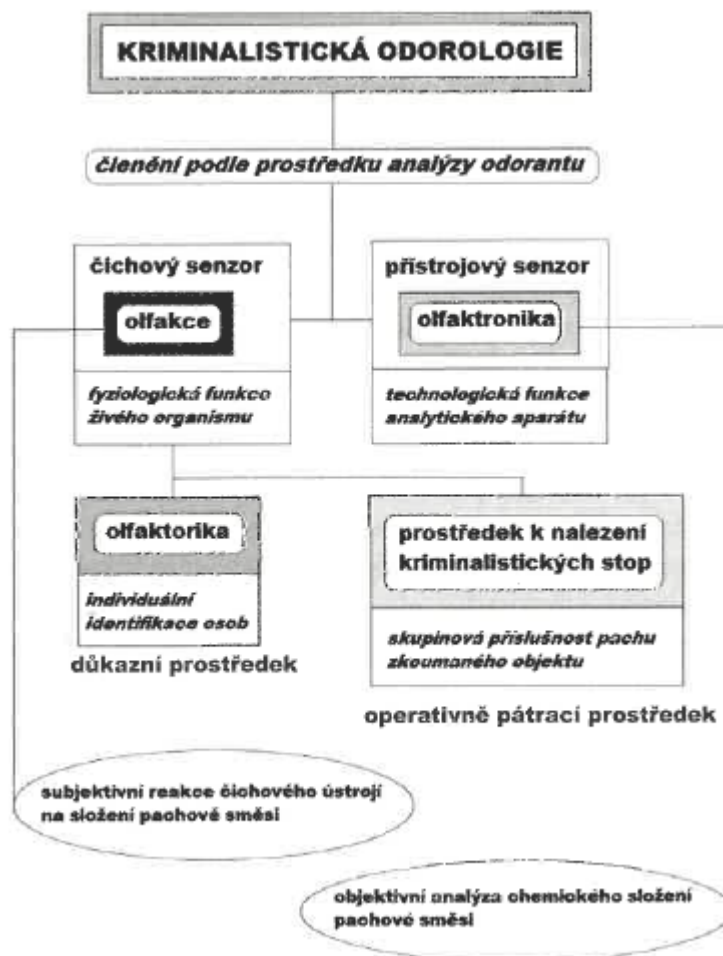 KRIMINALISTICKÁ ODOROLOGIE
členění podle prostředku analýzy odorantu
čichový senzor
olfakce
fyziologická funkce
živého organismu
přístrojový senzor
olfaktronika
technologická funkce
analytického aparátu
olfaktorika
individuální
identifikace osob
důkazní prostředek
prostředek k nalezení
kriminalistických stop
skupinová příslušnost pachu
zkoumaného objektu
operativně pátrací prostředek
subjektivní reakce čichového ústrojí
na složení pachové směsi
objektivní analýza chemického složení
pachové směsi